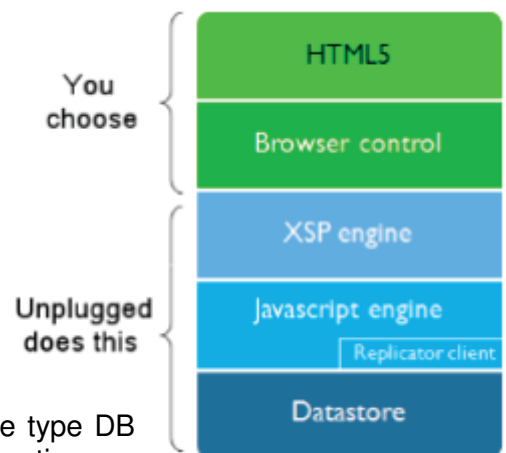 You
choose
HTML5
Browser control
XSP engine
Unplugged
does this
Javascript engine
Replicator client
Datastore
e type DB